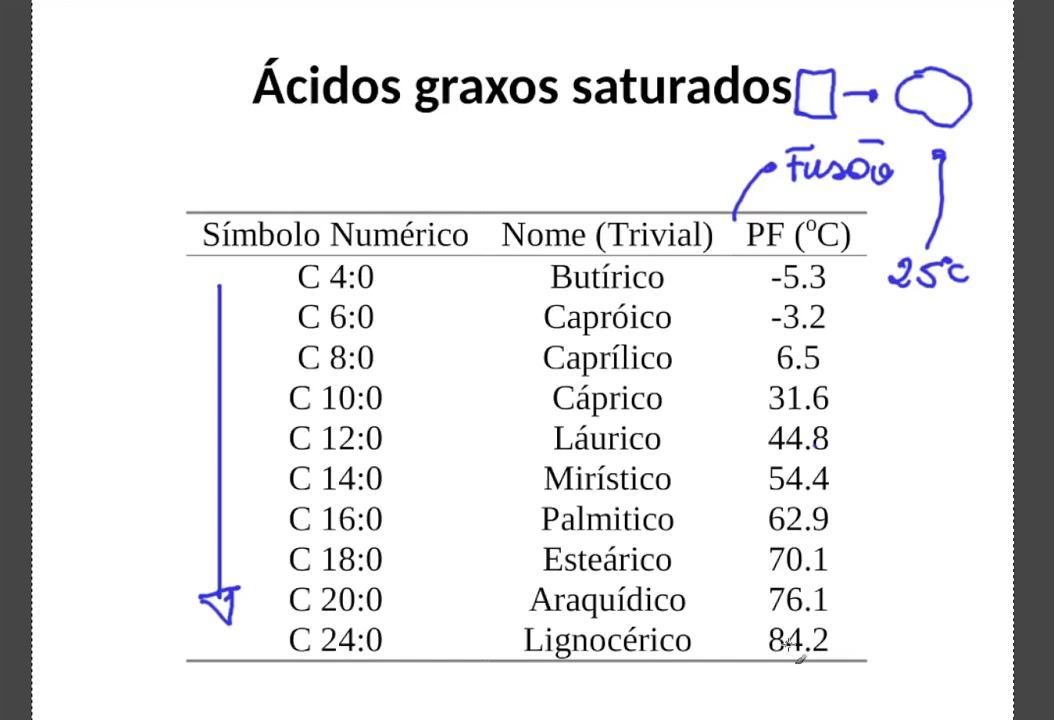 Ácidos graxos saturados
Fusão
Símbolo Numérico Nome (Trivial) PF (ºC)
25°C
C 4:0 Butírico -5.3
C 6:0 Capróico -3.2
C 8:0 Caprílico 6.5
C 10:0 Cáprico 31.6
C 12:0 Láurico 44.8
C 14:0 Mirístico 54.4
C 16:0 Palmitico 62.9
C 18:0 Esteárico 70.1
C 20:0 Araquídico 76.1
C 24:0 Lignocérico 84.2